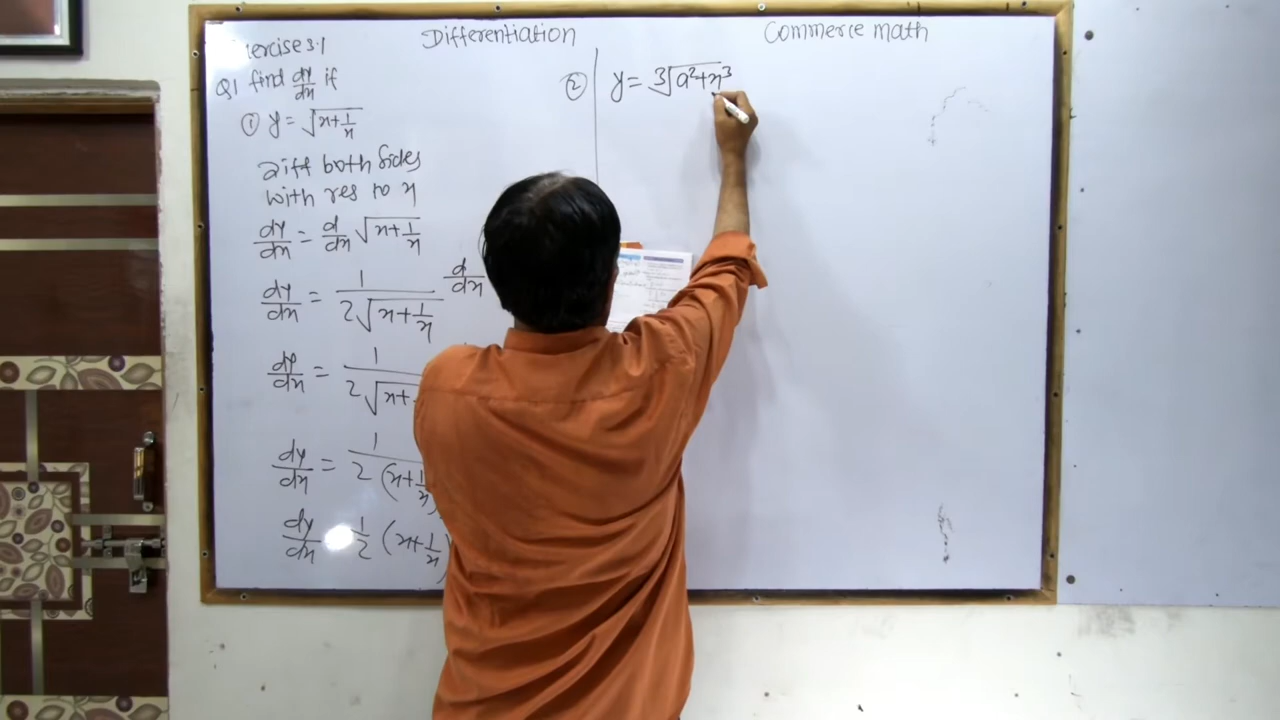 Differentiation
Commerce math
ercise 3.1
Q1 find dy/dx if
① y = √x+1/x
Diff both sides
with res to x
dy/dx = d/dx √x+1/x
dy/dx = 1/2√x+1/x d/dx
dy/dx = 1/2√x+
dy/dx = 1/2(x+1/x
dy/dx = 1/2 (x+1/x)
② y = 3√a²+x³